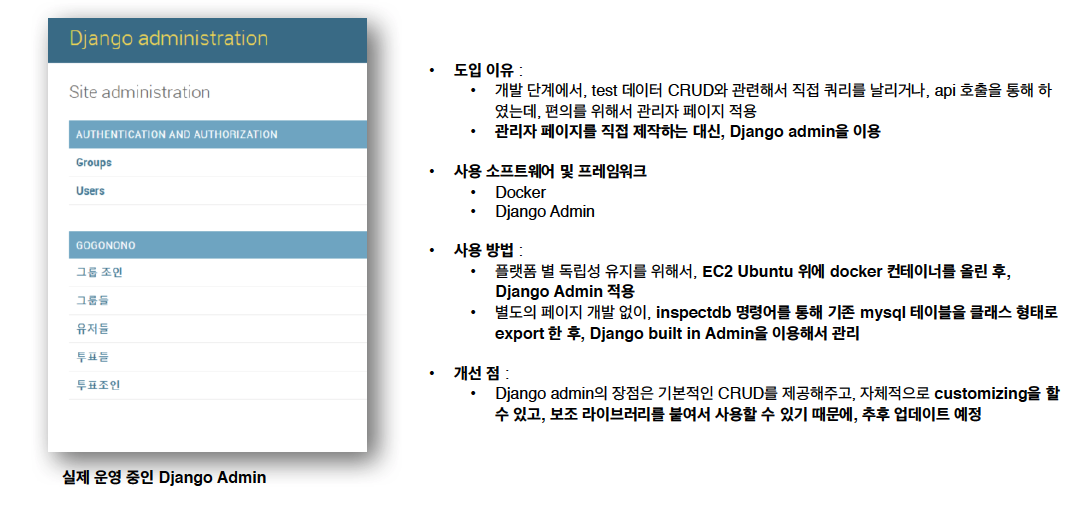 Django administration
Site administration
AUTHENTICATION AND AUTHORIZATION
Groups
Users
GOGONONO
그룹 조인
그룹들
유저들
투표들
투표조인
실제 운영 중인 Django Admin
• 도입 이유 :
• 개발 단계에서, test 데이터 CRUD와 관련해서 직접 쿼리를 날리거나, api 호출을 통해 하
였는데, 편의를 위해서 관리자 페이지 적용
• 관리자 페이지를 직접 제작하는 대신, Django admin을 이용
• 사용 소프트웨어 및 프레임워크
• Docker
• Django Admin
• 사용 방법 :
• 플랫폼 별 독립성 유지를 위해서, EC2 Ubuntu 위에 docker 컨테이너를 올린 후,
Django Admin 적용
• 별도의 페이지 개발 없이, inspectdb 명령어를 통해 기존 mysql 테이블을 클래스 형태로
export 한 후, Django built in Admin을 이용해서 관리
• 개선 점 :
• Django admin의 장점은 기본적인 CRUD를 제공해주고, 자체적으로 customizing을 할
수 있고, 보조 라이브러리를 붙여서 사용할 수 있기 때문에, 추후 업데이트 예정